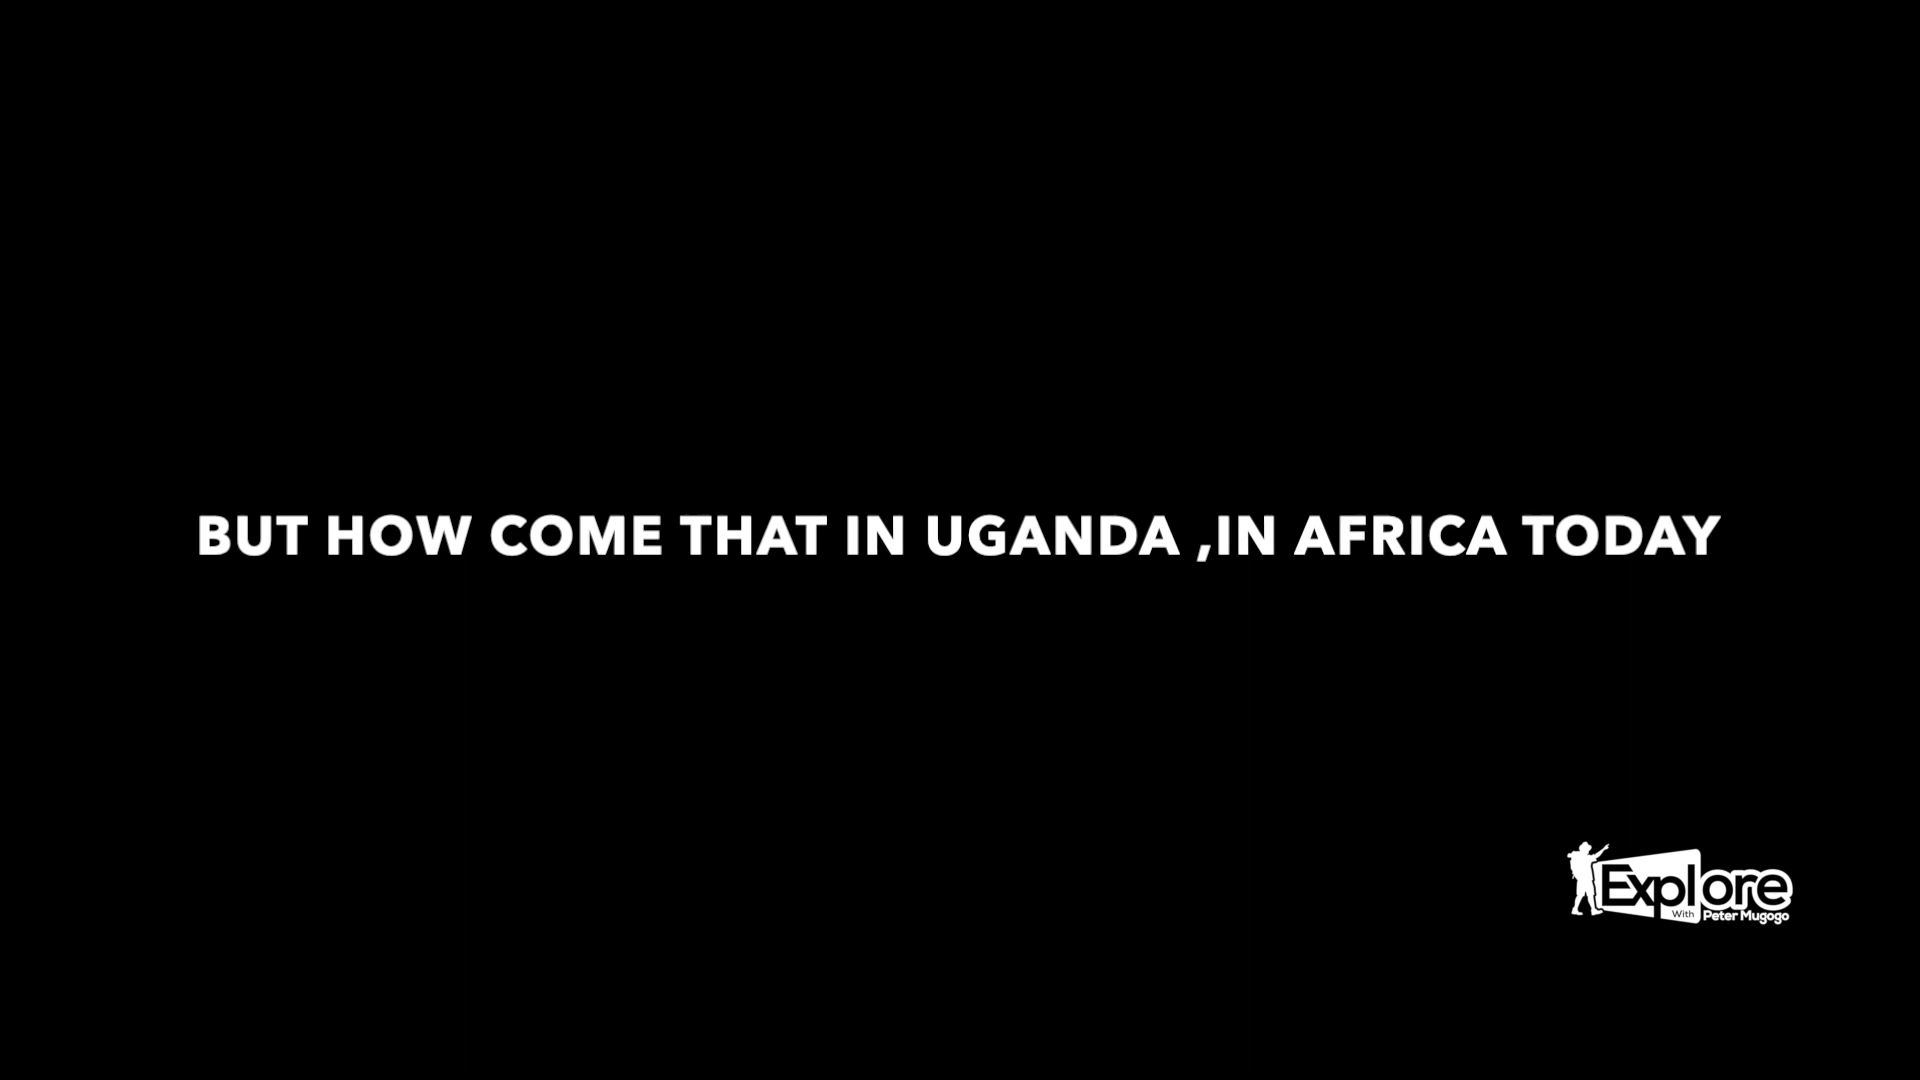 BUT HOW COME THAT IN UGANDA ,IN AFRICA TODAY
Explore
With Peter Mugogo